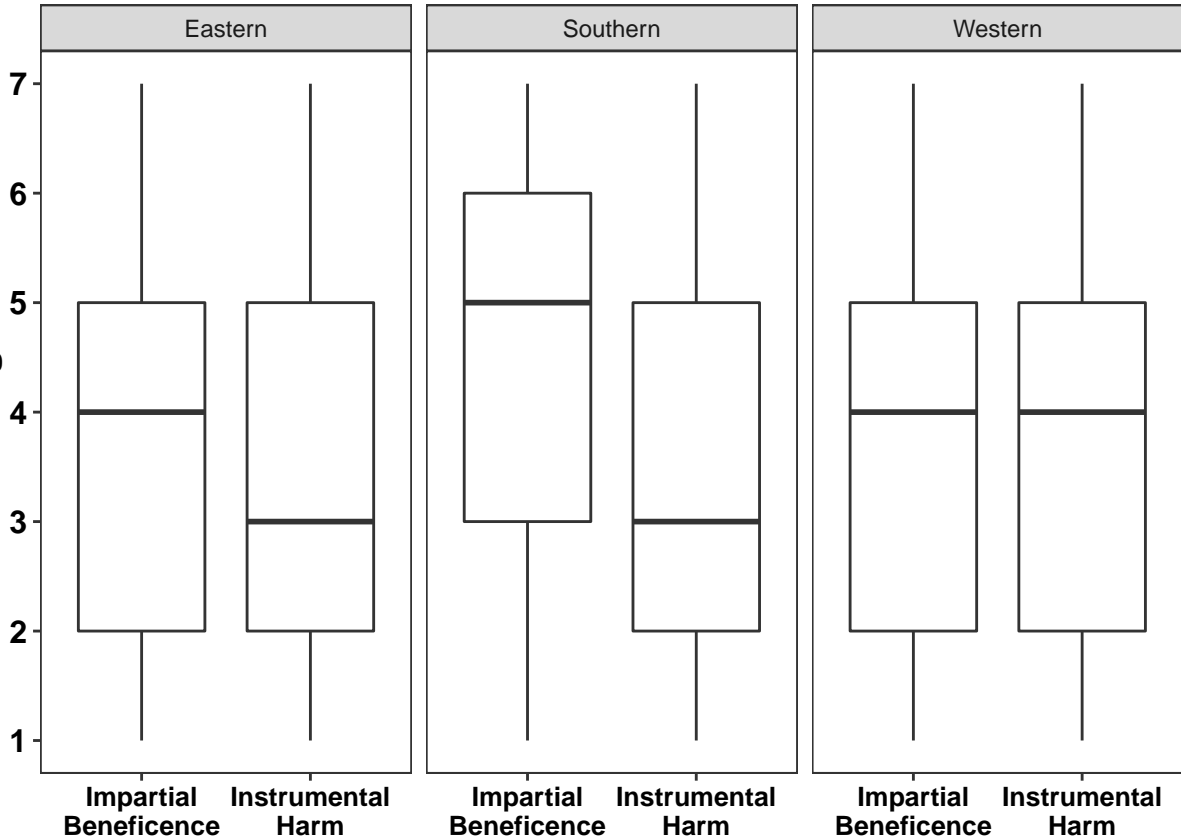 Eastern Southern Western
7
6
5
4
3
2
1
Impartial Instrumental Impartial Instrumental Impartial Instrumental
Beneficence Harm Beneficence Harm Beneficence Harm